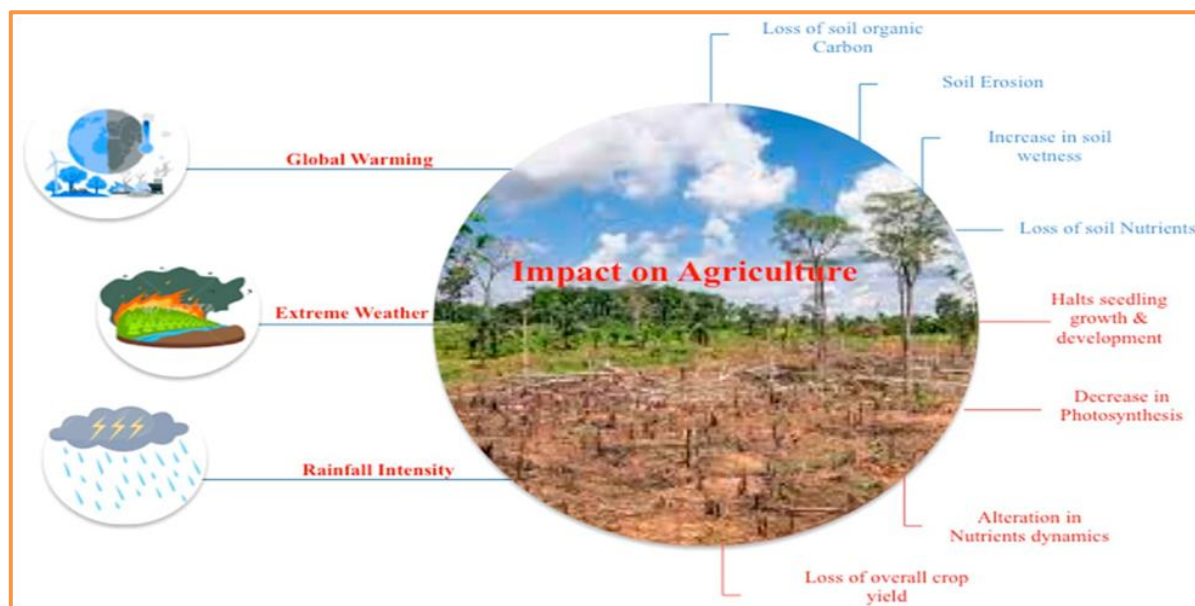 Loss of soil organic
Carbon
Soil Erosion
Increase in soil
wetness
Global Warming
Loss of soil Nutrients
Impact on Agriculture
Extreme Weather
Halts seedling
growth &
development
Decrease in
Photosynthesis
Rainfall Intensity
Alteration in
Nutrients dynamics
Loss of overall crop
yield